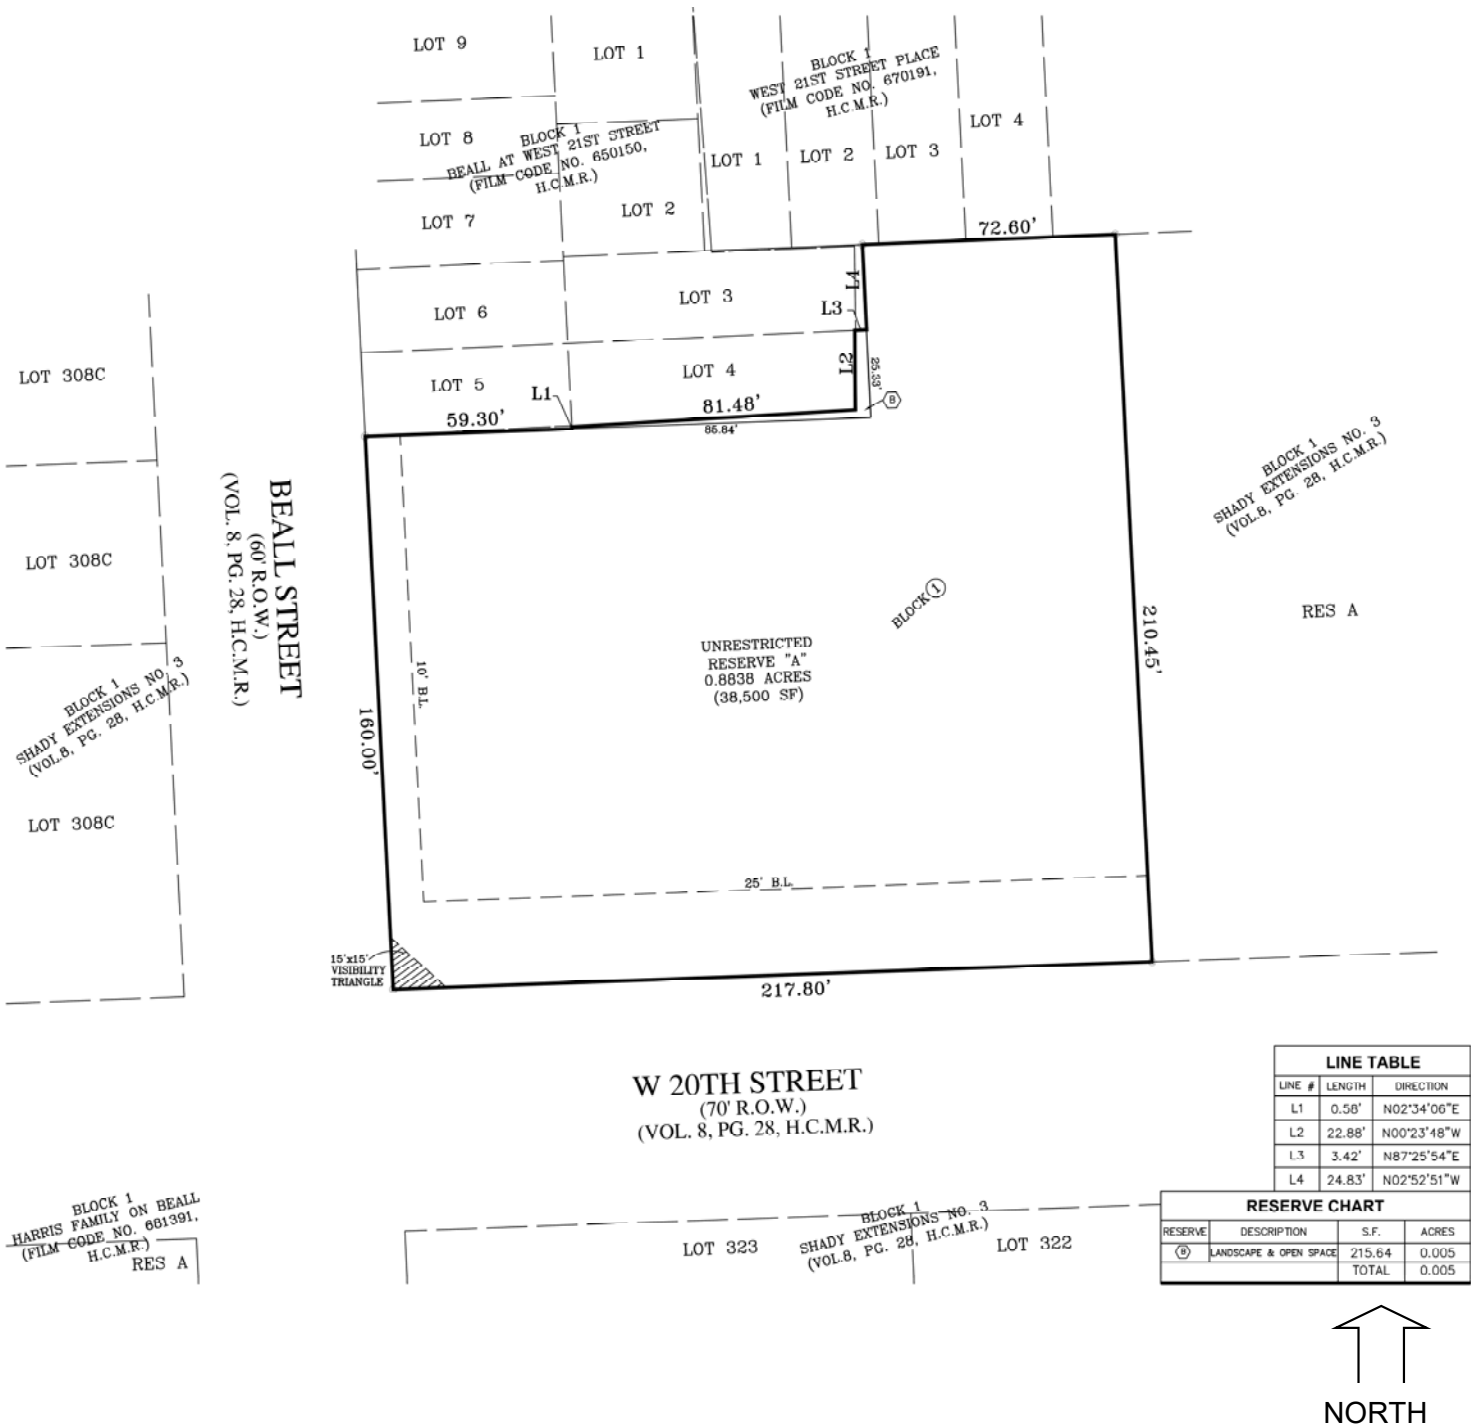 LOT 9
LOT 1
BLOCK 1
WEST 21ST STREET PLACE
(FILM CODE NO. 670191,
H.C.M.R.)
LOT 8
BLOCK 1
BEALL AT WEST 21ST STREET
(FILM CODE NO. 650150,
H.C.M.R.)
LOT 1
LOT 2
LOT 3
LOT 4
LOT 7
LOT 2
72.60'
LOT 6
LOT 3
L4
L3
LOT 308C
LOT 5
L1
LOT 4
L2
25.33'
B
59.30'
81.48'
85.84'
BLOCK 1
SHADY EXTENSIONS NO. 3
(VOL.8, PG. 28, H.C.M.R.)
BEALL STREET
(60' R.O.W.)
(VOL. 8, PG. 28, H.C.M.R.)
LOT 308C
BLOCK 1
RES A
210.45'
UNRESTRICTED
RESERVE "A"
0.8838 ACRES
(38,500 SF)
10' B.L.
BLOCK 1
SHADY EXTENSIONS NO. 3
(VOL.8, PG. 28, H.C.M.R.)
160.00'
LOT 308C
25' B.L.
15'x15'
VISIBILITY
TRIANGLE
217.80'
W 20TH STREET
(70' R.O.W.)
(VOL. 8, PG. 28, H.C.M.R.)
LINE TABLE
LINE # LENGTH DIRECTION
L1 0.58' N02°34'06"E
L2 22.88' N00°23'48"W
L3 3.42' N87°25'54"E
L4 24.83' N02°52'51"W
RESERVE CHART
RESERVE DESCRIPTION S.F. ACRES
B LANDSCAPE & OPEN SPACE 215.64 0.005
TOTAL 0.005
BLOCK 1
HARRIS FAMILY ON BEALL
(FILM CODE NO. 681391,
H.C.M.R.)
RES A
LOT 323
BLOCK 1
SHADY EXTENSIONS NO. 3
(VOL.8, PG. 28, H.C.M.R.)
LOT 322
NORTH